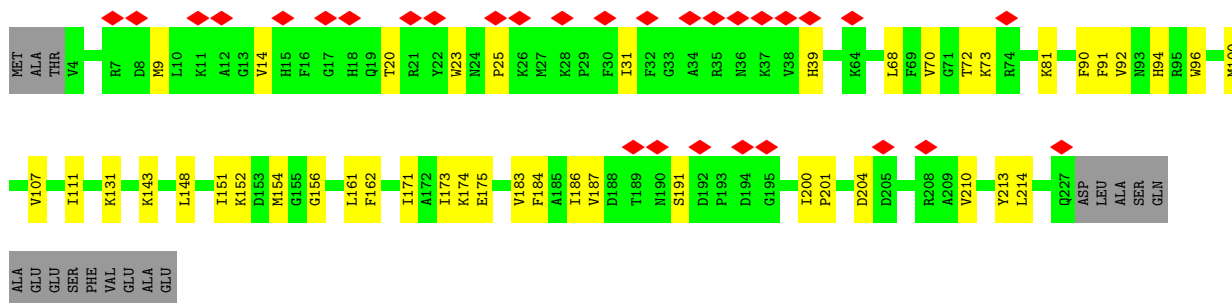 MET ALA THR V4 R7 D8 M9 L10 K11 A12 G13 V14 H15 F16 G17 H18 Q19 T20 R21 Y22 W23 N24 P25 K26 M27 K28 P29 F30 I31 F32 G33 A34 R35 N36 K37 V38 H39 K64 L68 F69 V70 G71 T72 K73 R74 K81 F90 F91 V92 N93 H94 R95 W96
V107 I111 K131 K143 L148 I151 K152 D153 M154 G155 G156 L161 F162 I171 A172 I173 K174 E175 V183 F184 A185 I186 V187 D188 T189 N190 S191 D192 P193 D194 G195 I200 P201 D204 D205 R208 A209 V210 Y213 L214 Q227 ASP LEU ALA SER GLN
ALA GLU GLU SER PHE VAL GLU ALA GLU